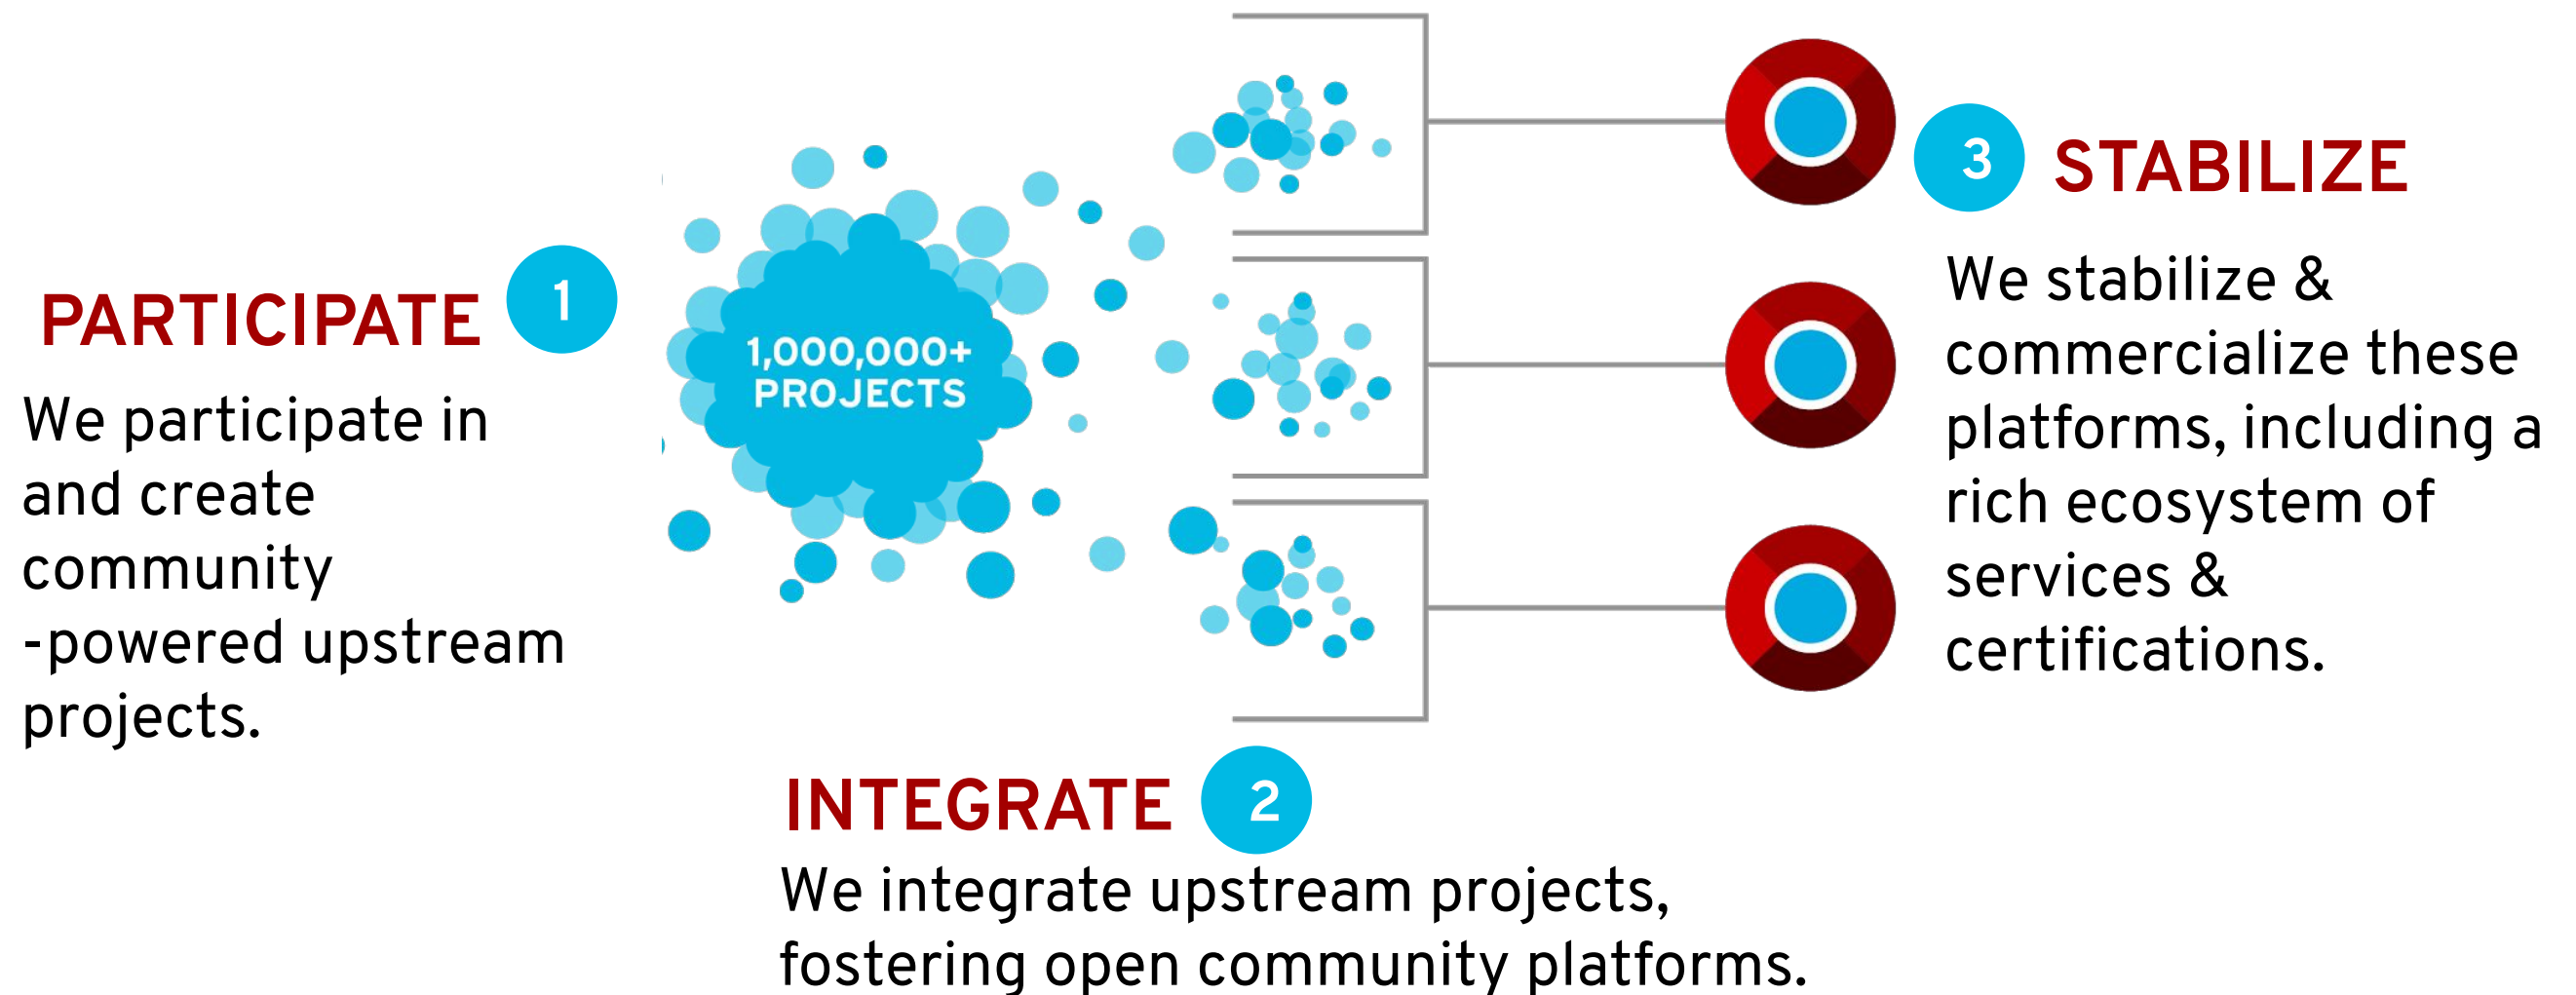 PARTICIPATE 1
We participate in
and create
community
-powered upstream
projects.
1,000,000+
PROJECTS
INTEGRATE 2
We integrate upstream projects,
fostering open community platforms.
3 STABILIZE
We stabilize &
commercialize these
platforms, including a
rich ecosystem of
services &
certifications.